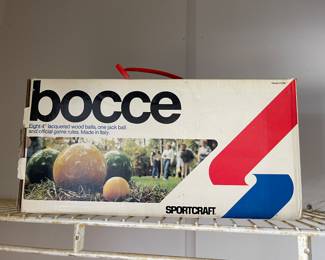 bocce
Eight 4" lacquered wood balls, one jack ball
and official game rules. Made in Italy.
SPORTCRAFT